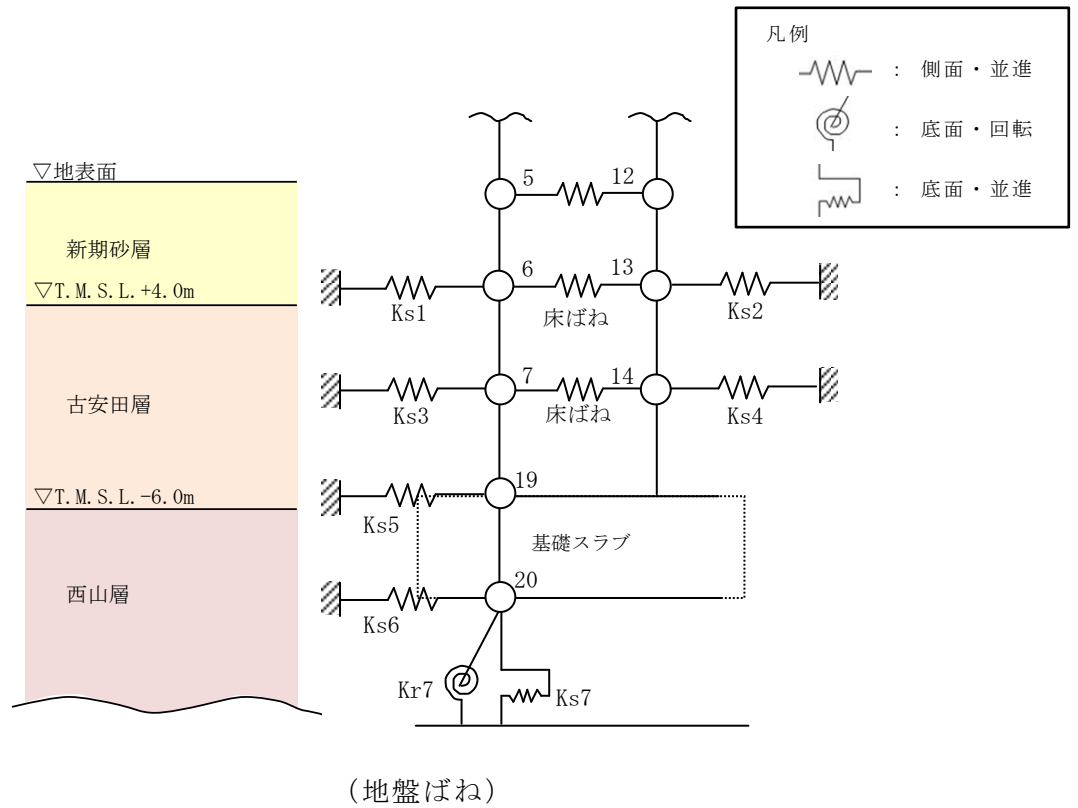 凡例
: 側面・並進
: 底面・回転
: 底面・並進
▽地表面
新期砂層
▽T.M.S.L.+4.0m
古安田層
▽T.M.S.L.-6.0m
西山層
5 12
6 13
Ks1 床ばね Ks2
7 14
Ks3 床ばね Ks4
19
Ks5 基礎スラブ
20
Ks6
Kr7 Ks7
(地盤ばね)